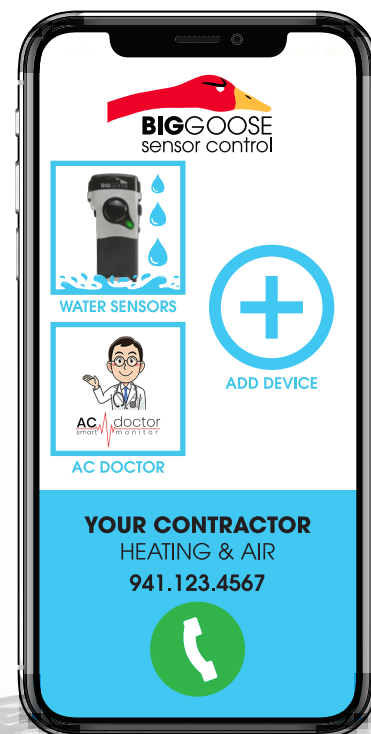 BIGGOOSE
sensor control
BIGGOOSE
WATER SENSORS
ADD DEVICE
AC doctor
smart monitor
AC DOCTOR
YOUR CONTRACTOR
HEATING & AIR
941.123.4567